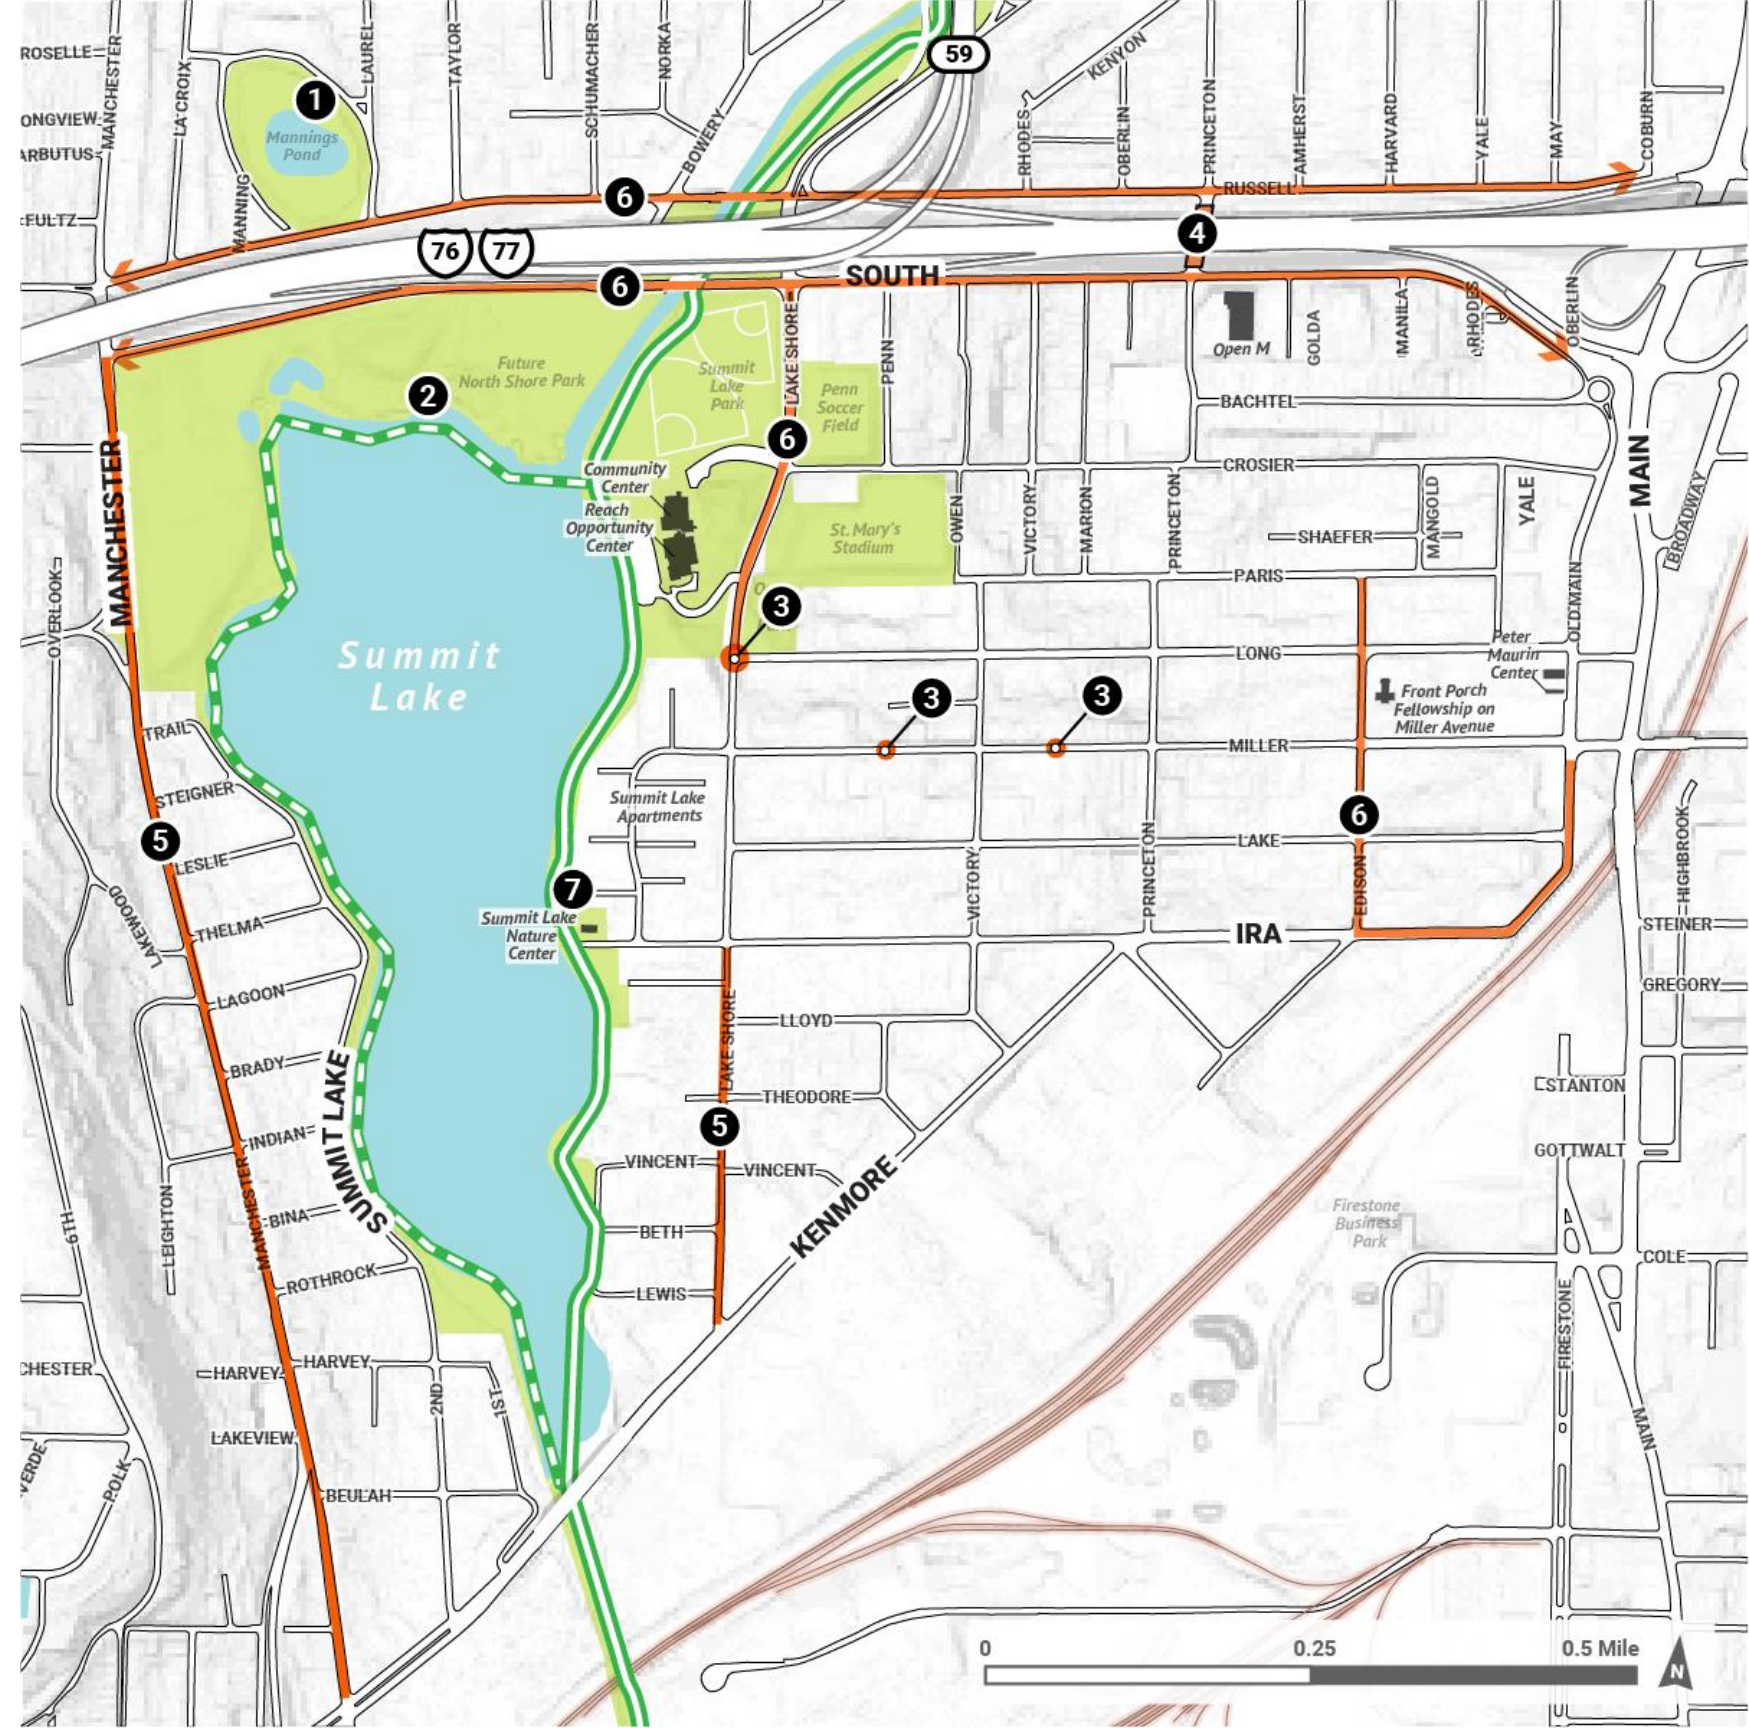 ROSELLE
MANCHESTER
LA CROIX
LAUREL
TAYLOR
SCHUMACHER
NORKA
BOWERY
59
KENYON
RHODES
OBERLIN
PRINCETON
AMHERST
HARVARD
YALE
MAY
COBURN
1
Mannings
Pond
ONGVIEW
ARBUTUS
FULTZ
MANNING
6
RUSSELL
4
76
77
6
SOUTH
Future
North Shore Park
2
Summit
Lake
Park
LAKE SHORE
Penn
Soccer
Field
PENN
Open M
GOLDA
MANILA
RHODES
OBERLIN
BACHTEL
6
MAIN
BROADWAY
MANCHESTER
Community
Center
Reach
Opportunity
Center
CROSIER
St. Mary's
Stadium
OWEN
VICTORY
MARION
PRINCETON
SHAEFER
MANGOLD
YALE
PARIS
OLD MAIN
OVERLOOK
3
Summit
Lake
LONG
Peter
Maurin
Center
Front Porch
Fellowship on
Miller Avenue
3
3
MILLER
TRAIL
STEIGNER
Summit Lake
Apartments
5
LESLIE
6
LAKE
HIGHBROOK
LAKEWOOD
THELMA
7
Summit Lake
Nature
Center
VICTORY
PRINCETON
EDISON
IRA
STEINER
LAGOON
GREGORY
LAKE SHORE
LLOYD
BRADY
SUMMIT LAKE
THEODORE
STANTON
INDIAN
5
GOTTWALT
VINCENT
VINCENT
LEIGHTON
MANCHESTER
BINA
6TH
BETH
KENMORE
Firestone
Business
Park
COLE
ROTHROCK
LEWIS
FIRESTONE
CHESTER
HARVEY
HARVEY
2ND
1ST
MAIN
LAKEVIEW
VERDE
POLK
BEULAH
0
0.25
0.5 Mile
N